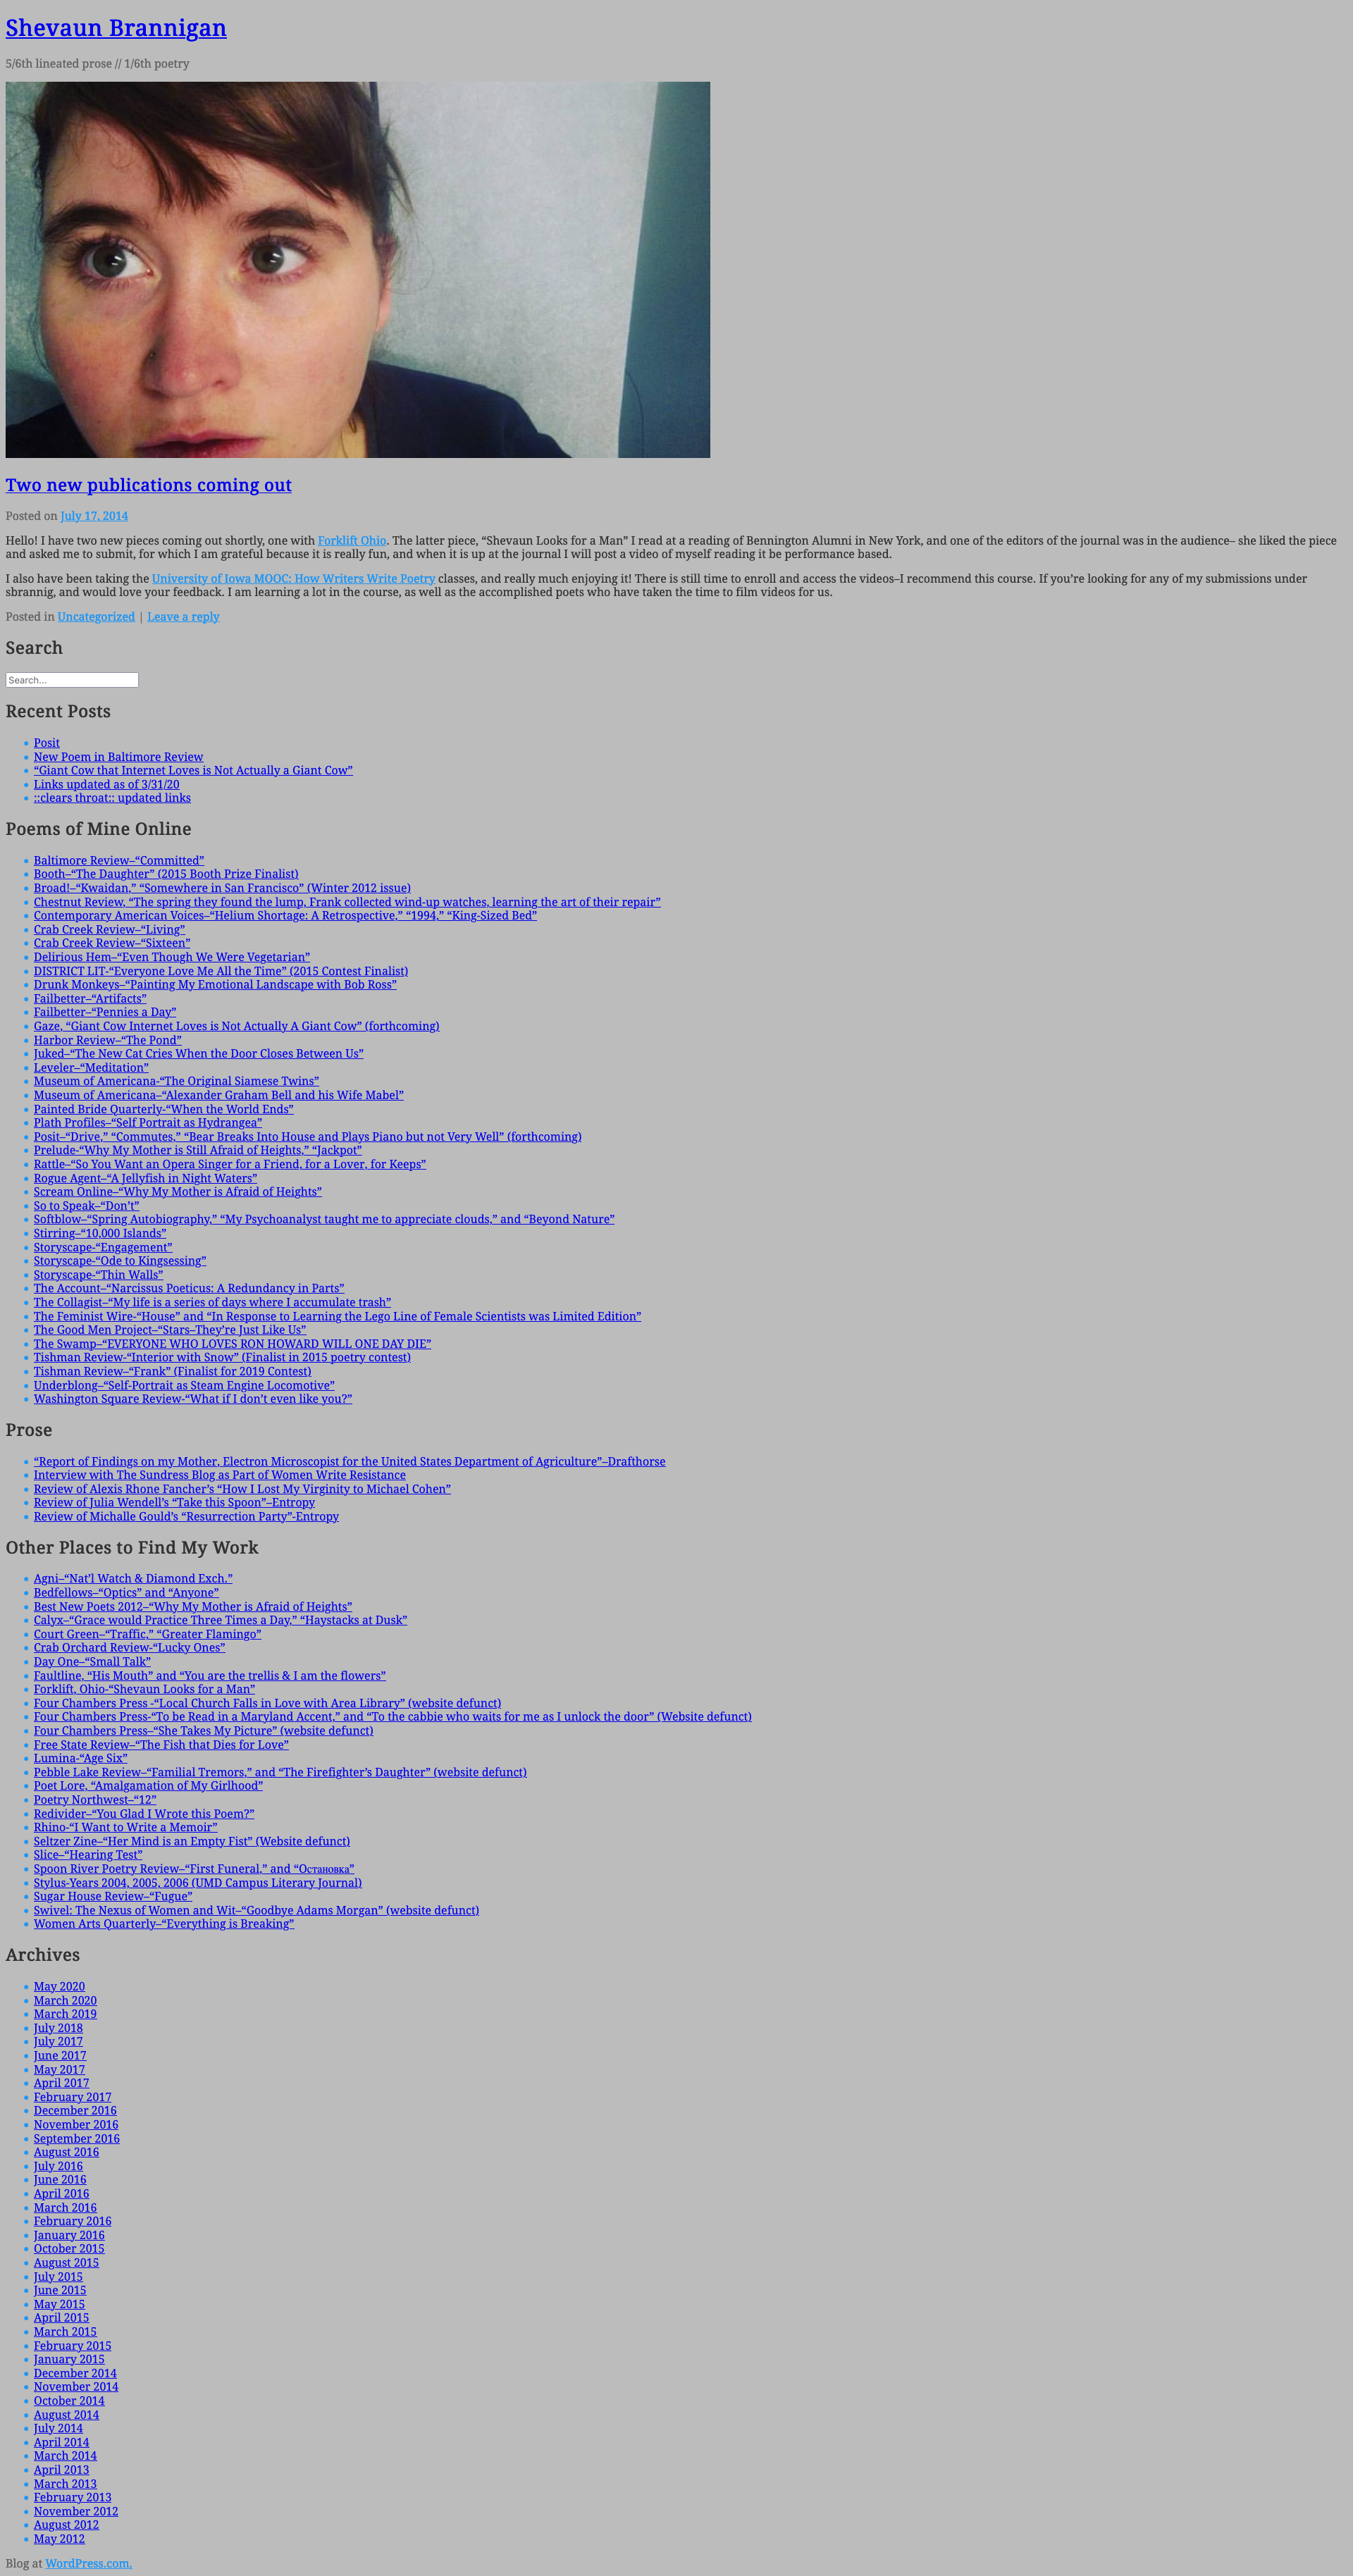 Shevaun Brannigan
5/6th lineated prose // 1/6th poetry
Two new publications coming out
Posted on July 17, 2014
Hello! I have two new pieces coming out shortly, one with Forklift Ohio. The latter piece, “Shevaun Looks for a Man” I read at a reading of Bennington Alumni in New York, and one of the editors of the journal was in the audience– she liked the piece
and asked me to submit, for which I am grateful because it is really fun, and when it is up at the journal I will post a video of myself reading it be performance based.
I also have been taking the University of Iowa MOOC: How Writers Write Poetry classes, and really much enjoying it! There is still time to enroll and access the videos–I recommend this course. If you’re looking for any of my submissions under
sbrannig, and would love your feedback. I am learning a lot in the course, as well as the accomplished poets who have taken the time to film videos for us.
Posted in Uncategorized | Leave a reply
Search
Search…
Recent Posts
Posit
New Poem in Baltimore Review
“Giant Cow that Internet Loves is Not Actually a Giant Cow”
Links updated as of 3/31/20
::clears throat:: updated links
Poems of Mine Online
Baltimore Review–“Committed”
Booth–“The Daughter” (2015 Booth Prize Finalist)
Broad!–“Kwaidan,” “Somewhere in San Francisco” (Winter 2012 issue)
Chestnut Review, “The spring they found the lump, Frank collected wind-up watches, learning the art of their repair”
Contemporary American Voices–“Helium Shortage: A Retrospective,” “1994,” “King-Sized Bed”
Crab Creek Review–“Living”
Crab Creek Review–“Sixteen”
Delirious Hem–“Even Though We Were Vegetarian”
DISTRICT LIT-“Everyone Love Me All the Time” (2015 Contest Finalist)
Drunk Monkeys–“Painting My Emotional Landscape with Bob Ross”
Failbetter–“Artifacts”
Failbetter–“Pennies a Day”
Gaze, “Giant Cow Internet Loves is Not Actually A Giant Cow” (forthcoming)
Harbor Review–“The Pond”
Juked–“The New Cat Cries When the Door Closes Between Us”
Leveler–“Meditation”
Museum of Americana-“The Original Siamese Twins”
Museum of Americana–“Alexander Graham Bell and his Wife Mabel”
Painted Bride Quarterly-“When the World Ends”
Plath Profiles–“Self Portrait as Hydrangea”
Posit–“Drive,” “Commutes,” “Bear Breaks Into House and Plays Piano but not Very Well” (forthcoming)
Prelude-“Why My Mother is Still Afraid of Heights,” “Jackpot”
Rattle–“So You Want an Opera Singer for a Friend, for a Lover, for Keeps”
Rogue Agent–“A Jellyfish in Night Waters”
Scream Online–“Why My Mother is Afraid of Heights”
So to Speak–“Don’t”
Softblow–“Spring Autobiography,” “My Psychoanalyst taught me to appreciate clouds,” and “Beyond Nature”
Stirring–“10,000 Islands”
Storyscape-“Engagement”
Storyscape-“Ode to Kingsessing”
Storyscape-“Thin Walls”
The Account–“Narcissus Poeticus: A Redundancy in Parts”
The Collagist–“My life is a series of days where I accumulate trash”
The Feminist Wire-“House” and “In Response to Learning the Lego Line of Female Scientists was Limited Edition”
The Good Men Project–“Stars–They’re Just Like Us”
The Swamp–“EVERYONE WHO LOVES RON HOWARD WILL ONE DAY DIE”
Tishman Review-“Interior with Snow” (Finalist in 2015 poetry contest)
Tishman Review–“Frank” (Finalist for 2019 Contest)
Underblong–“Self-Portrait as Steam Engine Locomotive”
Washington Square Review-“What if I don’t even like you?”
Prose
“Report of Findings on my Mother, Electron Microscopist for the United States Department of Agriculture”–Drafthorse
Interview with The Sundress Blog as Part of Women Write Resistance
Review of Alexis Rhone Fancher’s “How I Lost My Virginity to Michael Cohen”
Review of Julia Wendell’s “Take this Spoon”–Entropy
Review of Michalle Gould’s “Resurrection Party”-Entropy
Other Places to Find My Work
Agni–“Nat’l Watch & Diamond Exch.”
Bedfellows–“Optics” and “Anyone”
Best New Poets 2012–“Why My Mother is Afraid of Heights”
Calyx–“Grace would Practice Three Times a Day,” “Haystacks at Dusk”
Court Green–“Traffic,” “Greater Flamingo”
Crab Orchard Review-“Lucky Ones”
Day One–“Small Talk”
Faultline, “His Mouth” and “You are the trellis & I am the flowers”
Forklift, Ohio-“Shevaun Looks for a Man”
Four Chambers Press -“Local Church Falls in Love with Area Library” (website defunct)
Four Chambers Press-“To be Read in a Maryland Accent,” and “To the cabbie who waits for me as I unlock the door” (Website defunct)
Four Chambers Press–“She Takes My Picture” (website defunct)
Free State Review–“The Fish that Dies for Love”
Lumina-“Age Six”
Pebble Lake Review–“Familial Tremors,” and “The Firefighter’s Daughter” (website defunct)
Poet Lore, “Amalgamation of My Girlhood”
Poetry Northwest–“12”
Redivider–“You Glad I Wrote this Poem?”
Rhino-“I Want to Write a Memoir”
Seltzer Zine–“Her Mind is an Empty Fist” (Website defunct)
Slice–“Hearing Test”
Spoon River Poetry Review–“First Funeral,” and “Oстановка”
Stylus-Years 2004, 2005, 2006 (UMD Campus Literary Journal)
Sugar House Review–“Fugue”
Swivel: The Nexus of Women and Wit–“Goodbye Adams Morgan” (website defunct)
Women Arts Quarterly–“Everything is Breaking”
Archives
May 2020
March 2020
March 2019
July 2018
July 2017
June 2017
May 2017
April 2017
February 2017
December 2016
November 2016
September 2016
August 2016
July 2016
June 2016
April 2016
March 2016
February 2016
January 2016
October 2015
August 2015
July 2015
June 2015
May 2015
April 2015
March 2015
February 2015
January 2015
December 2014
November 2014
October 2014
August 2014
July 2014
April 2014
March 2014
April 2013
March 2013
February 2013
November 2012
August 2012
May 2012
Blog at WordPress.com.